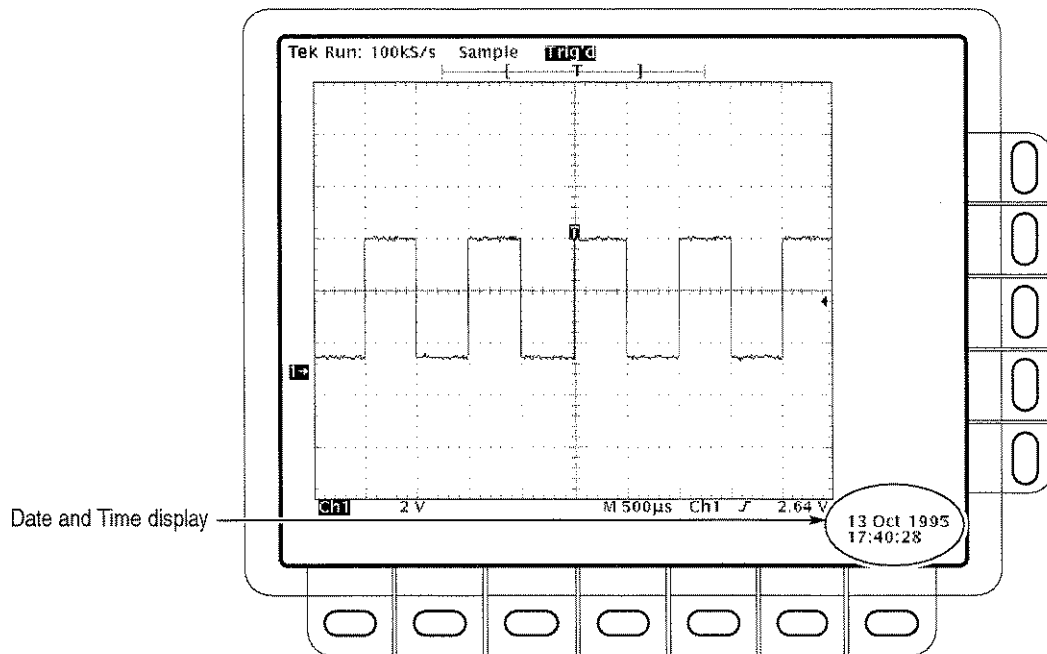 Tek Run: 100kS/s Sample Trig'd
T
T
1→
Ch1 2 V M 500µs Ch1 2.64 V
Date and Time display
13 Oct 1995
17:40:28